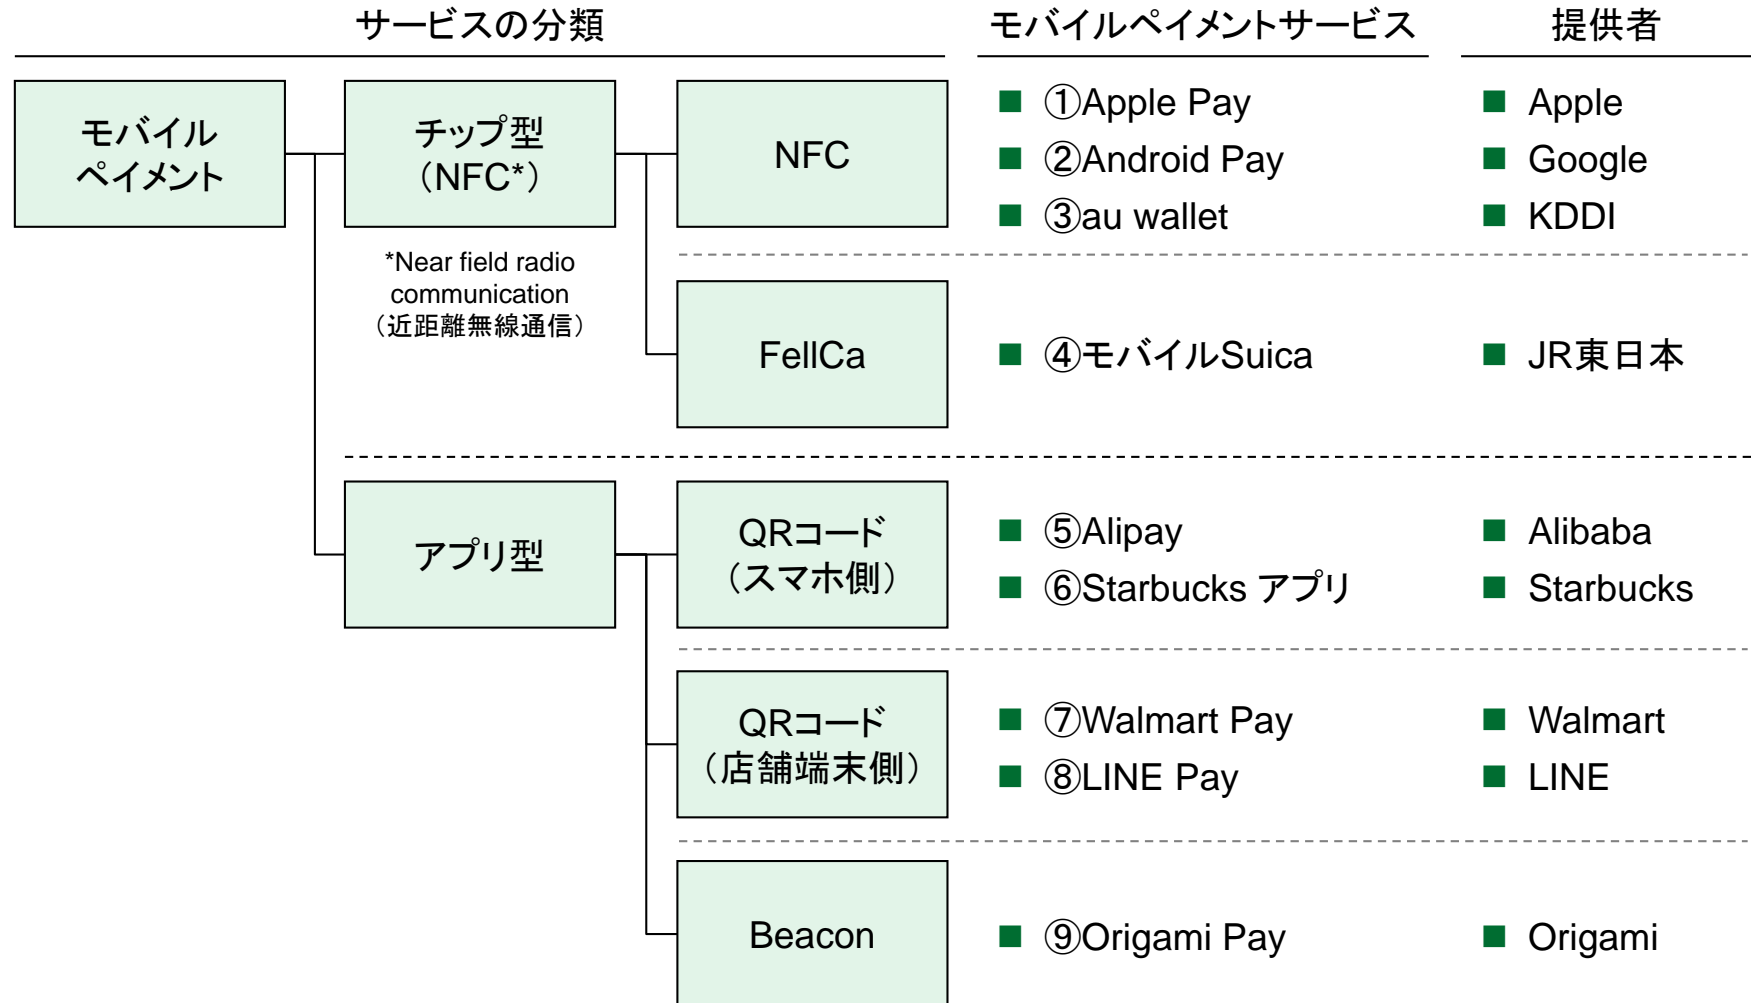 サービスの分類
モバイルペイメントサービス
提供者
モバイル
ペイメント
チップ型
（NFC*）
*Near field radio
communication
（近距離無線通信）
NFC
■ ①Apple Pay
■ ②Android Pay
■ ③au wallet
■ Apple
■ Google
■ KDDI
FellCa
■ ④モバイルSuica
■ JR東日本
アプリ型
QRコード
（スマホ側）
■ ⑤Alipay
■ ⑥Starbucks アプリ
■ Alibaba
■ Starbucks
QRコード
（店舗端末側）
■ ⑦Walmart Pay
■ ⑧LINE Pay
■ Walmart
■ LINE
Beacon
■ ⑨Origami Pay
■ Origami